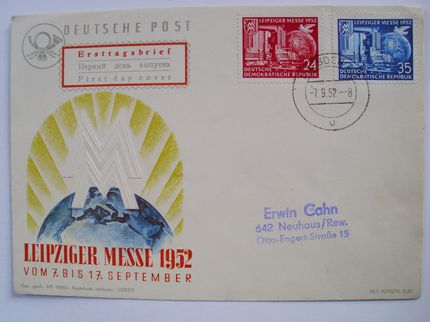 DEUTSCHE POST
Ersttagsbrief
Первый день выпуска
First day cover
LEIPZIGER MESSE 1952
24
DEUTSCHE
DEMOKRATISCHE REPUBLIK
LEIPZIGER MESSE 1952
35
DEUTSCHE
DEMOKRATISCHE REPUBLIK
-7.9.52.-8
u
MM
Erwin Cahn
642 Neuhaus/Rew.
Otto-Engert-Straße 15
LEIPZIGER MESSE 1952
VOM 7. BIS 17. SEPTEMBER